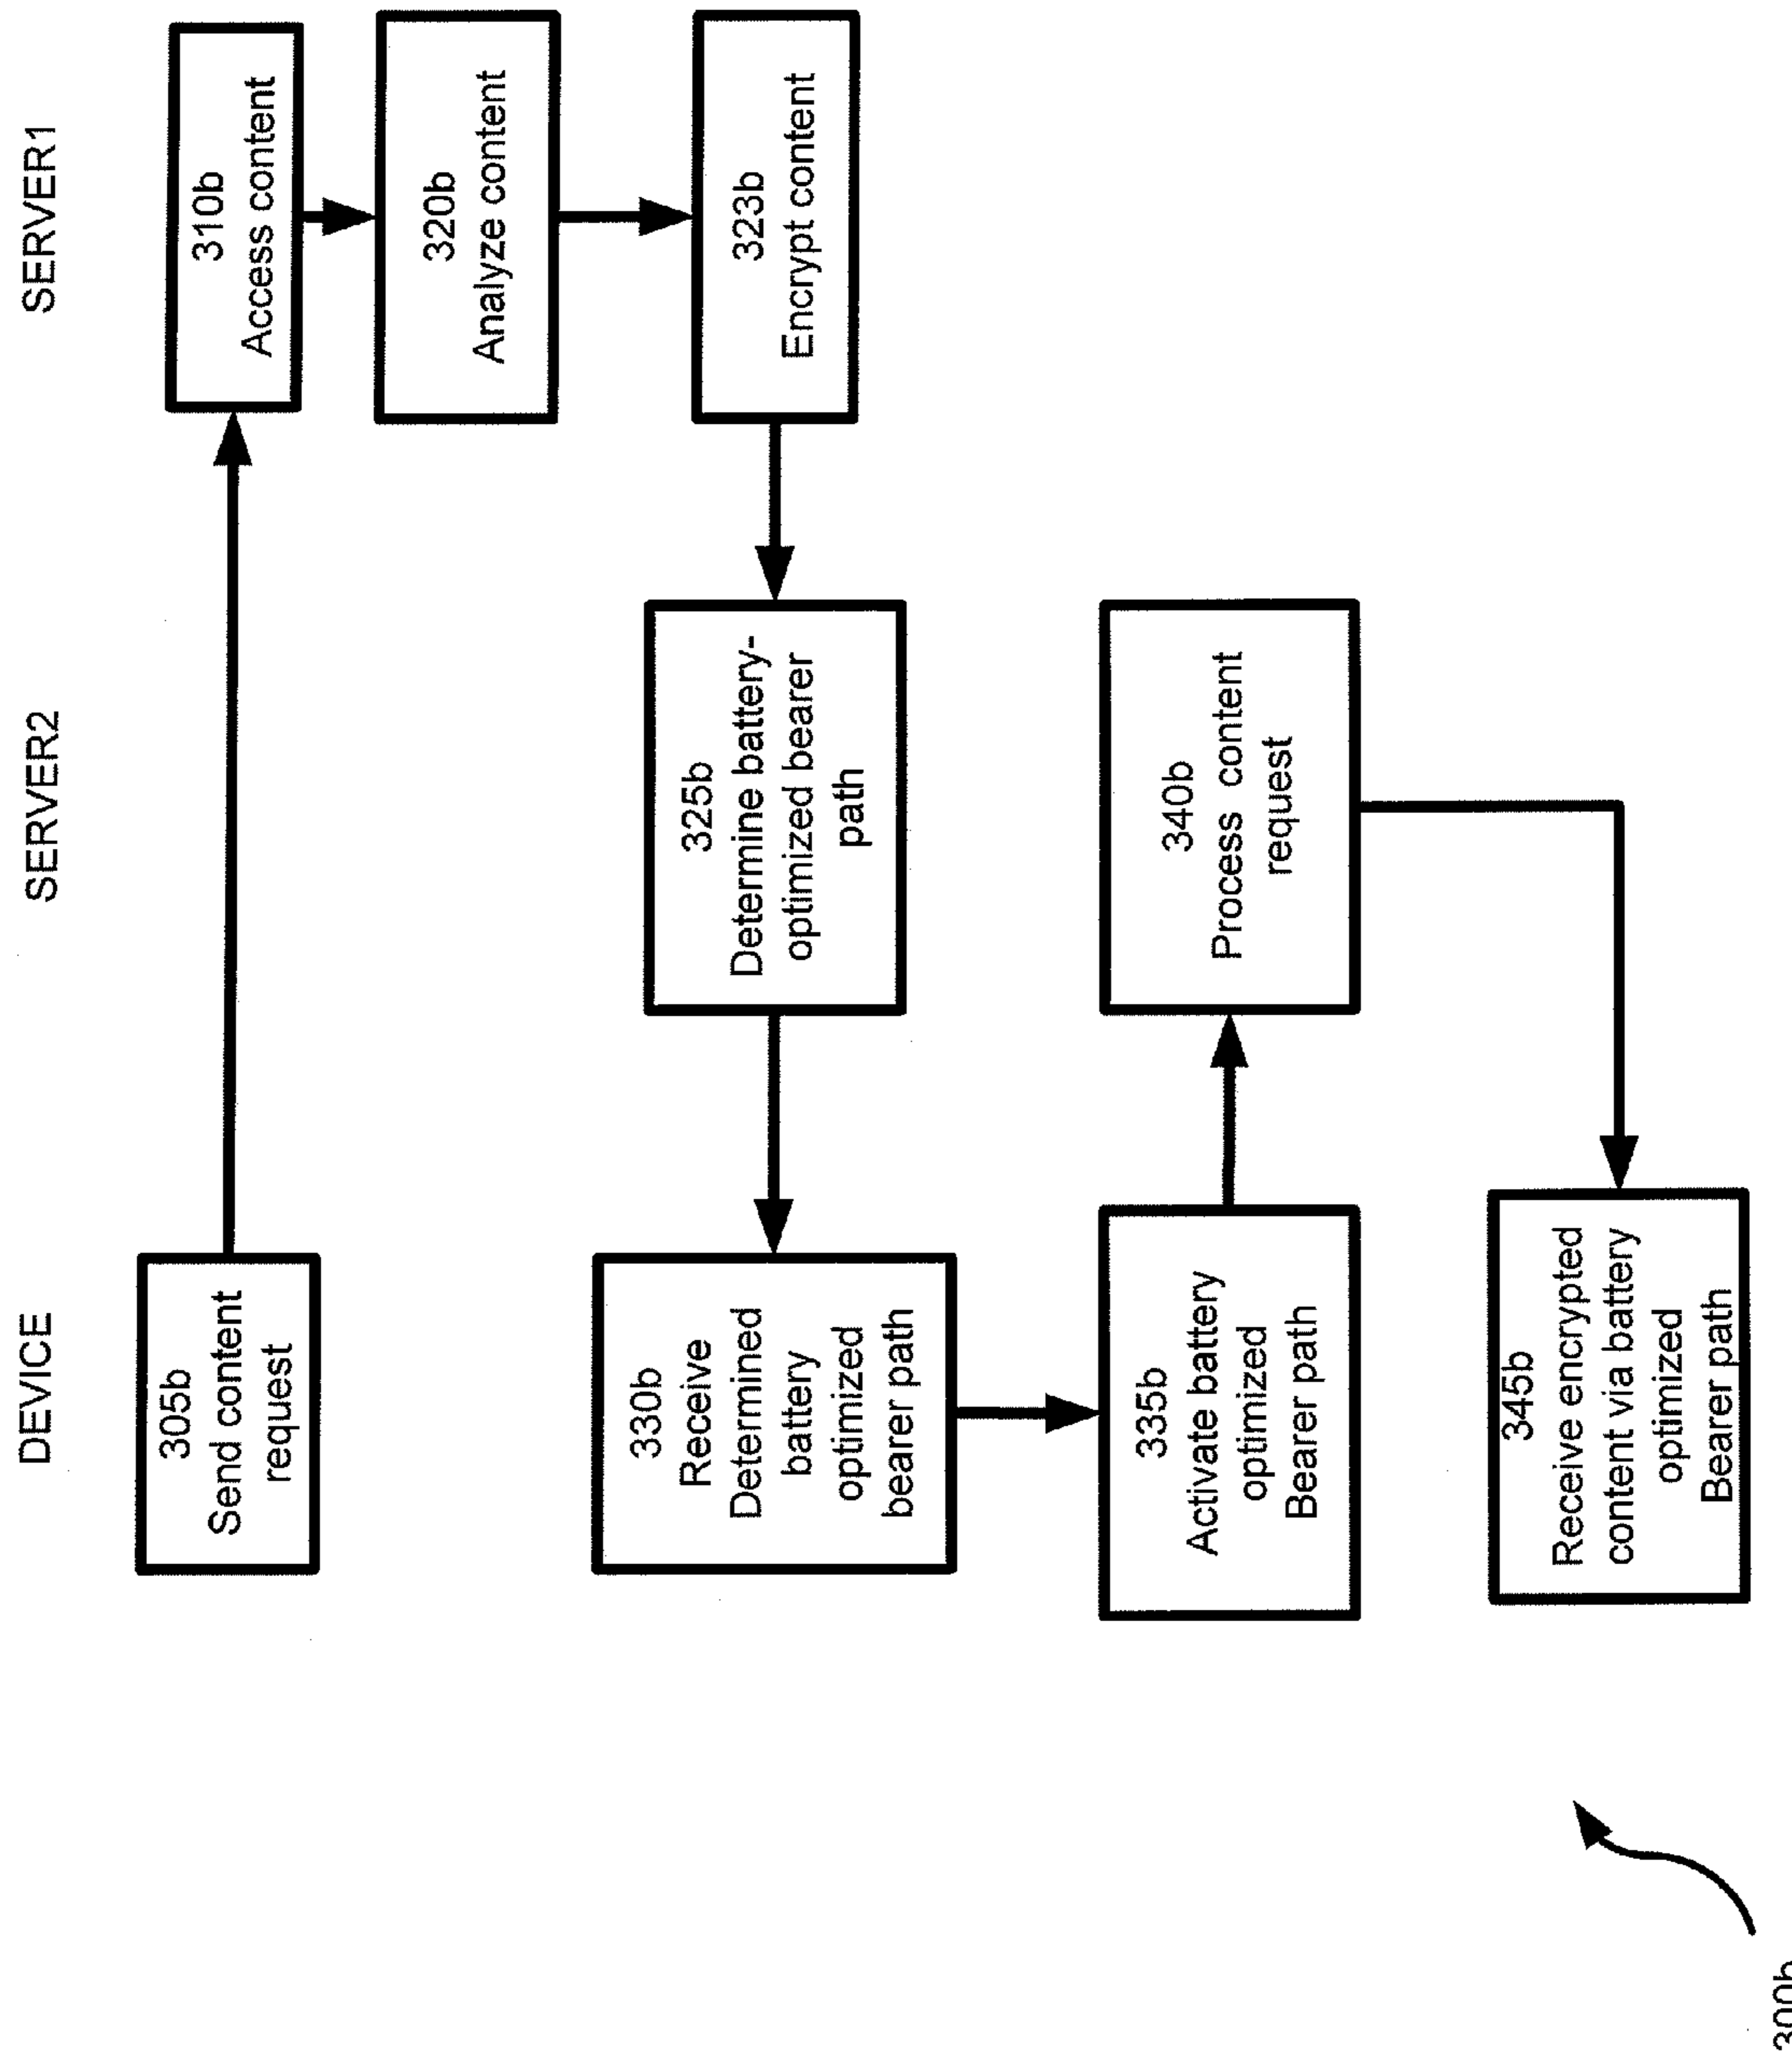 DEVICE
SERVER2
SERVER1
305b
Send content
request
310b
Access content
320b
Analyze content
323b
Encrypt content
325b
Determine battery-
optimized bearer
path
330b
Receive
Determined
battery
optimized
bearer path
335b
Activate battery
optimized
Bearer path
340b
Process content
request
345b
Receive encrypted
content via battery
optimized
Bearer path
300b